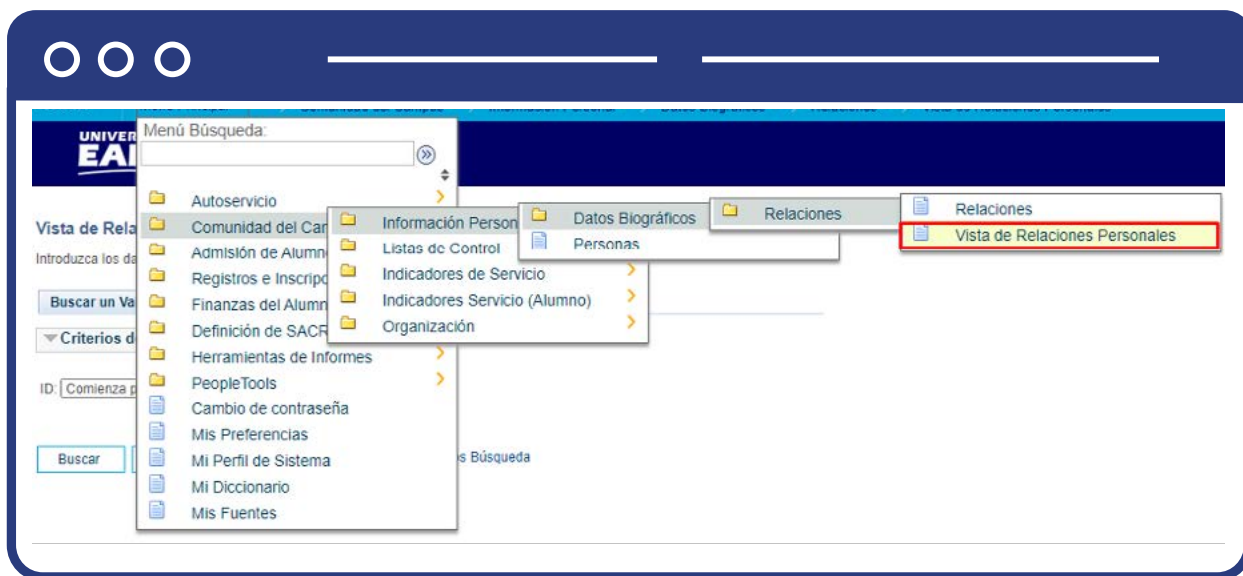 Menú Búsqueda:
UNIVER
EAI
Autoservicio
Comunidad del Car
Admisión de Alumn
Registros e Inscripc
Finanzas del Alumn
Definición de SACR
Herramientas de Informes
PeopleTools
Cambio de contraseña
Mis Preferencias
Mi Perfil de Sistema
Mi Diccionario
Mis Fuentes
Información Person
Listas de Control
Indicadores de Servicio
Indicadores Servicio (Alumno)
Organización
Datos Biográficos
Personas
Relaciones
Relaciones
Vista de Relaciones Personales
Vista de Rela
Introduzca los da
Buscar un Va
Criterios d
ID: Comienza p
Buscar
s Búsqueda